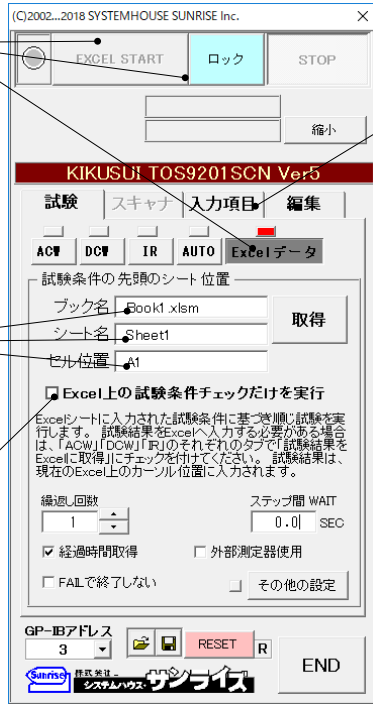 (C)2002...2018 SYSTEMHOUSE SUNRISE Inc.
EXCEL START
ロック
STOP
縮小
KIKUSUI TOS9201SCN Ver5
試験 スキャナ 入力項目 編集
ACW DCW IR AUTO Excelデータ
試験条件の先頭のシート位置
ブック名 Book1.xlsm
シート名 Sheet1
セル位置 A1
取得
Excel上の試験条件チェックだけを実行
Excelシートに入力された試験条件に基づき順じ試験を実
行します。 試験結果をExcelへ入力する必要がある場合
は、「ACW」「DCW」「IR」のそれぞれのタブで「試験結果を
Excelに取得」にチェックを付けてください。 試験結果は、
現在のExcel上のカーソル位置に入力されます。
繰返し回数
1
ステップ間 WAIT
0.0 SEC
経過時間取得
外部測定器使用
FAILで終了しない
その他の設定
GP-IBアドレス
3
RESET
R
END
Sunrise 株式会社
システムハウス・サンライズ